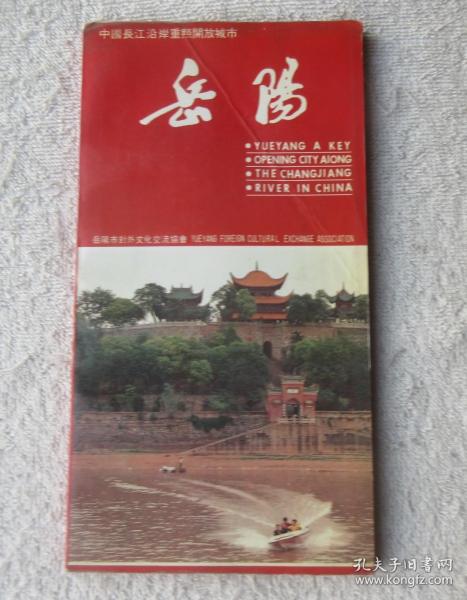 中國長江沿岸重點開放城市
岳陽
• YUEYANG A KEY
• OPENING CITY AIONG
• THE CHANGJIANG
• RIVER IN CHINA
岳陽市對外文化交流協會 YUEYANG FOREIGN CULTURAL EXCHANGE ASSOCIATION
孔夫子旧书网
www.kongfz.com